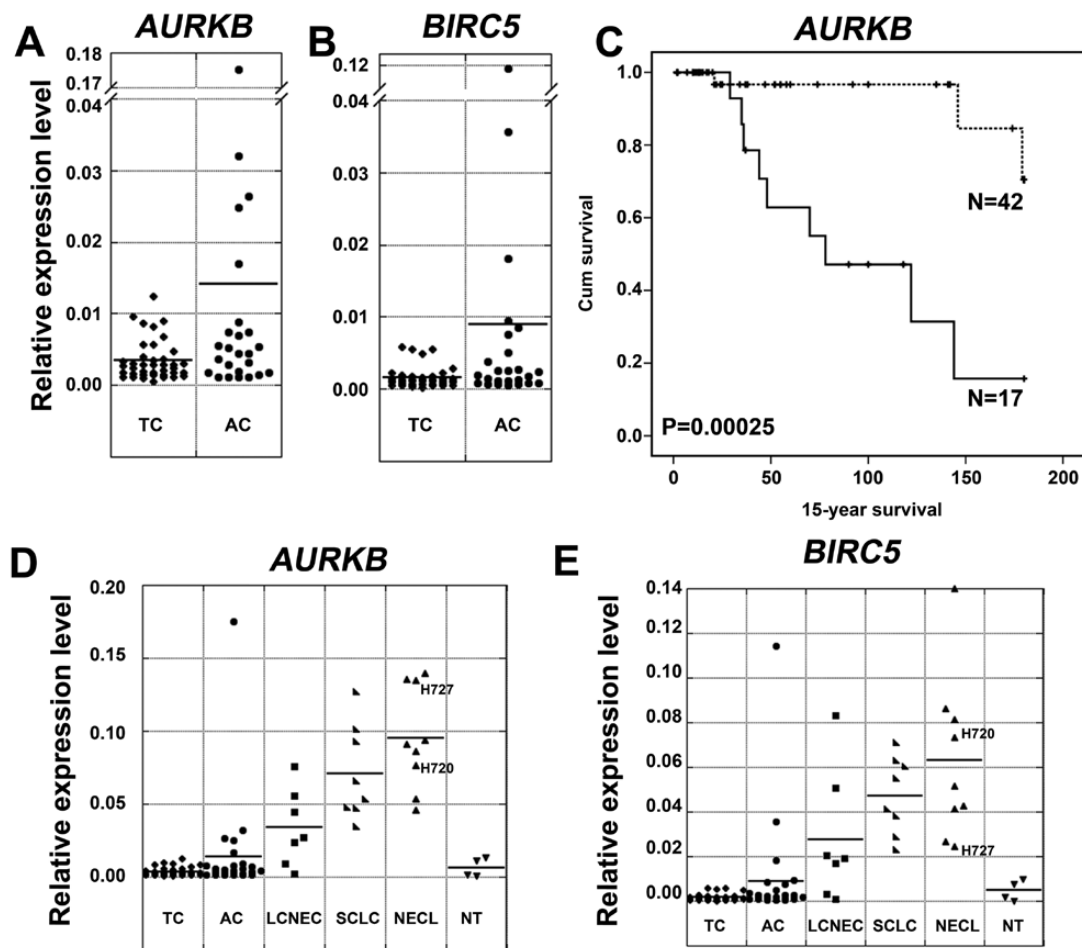 A
AURKB
Relative expression level
0.18
0.17
0.04
0.03
0.02
0.01
0.00
TC
AC
B
BIRC5
0.12
0.04
0.03
0.02
0.01
0.00
TC
AC
C
AURKB
Cum survival
1.0
0.8
0.6
0.4
0.2
0.0
N=42
N=17
P=0.00025
0
50
100
150
200
15-year survival
D
AURKB
Relative expression level
0.20
0.15
0.10
0.05
0.00
H727
H720
TC
AC
LCNEC
SCLC
NECL
NT
E
BIRC5
Relative expression level
0.14
0.12
0.10
0.08
0.06
0.04
0.02
0.00
H720
H727
TC
AC
LCNEC
SCLC
NECL
NT